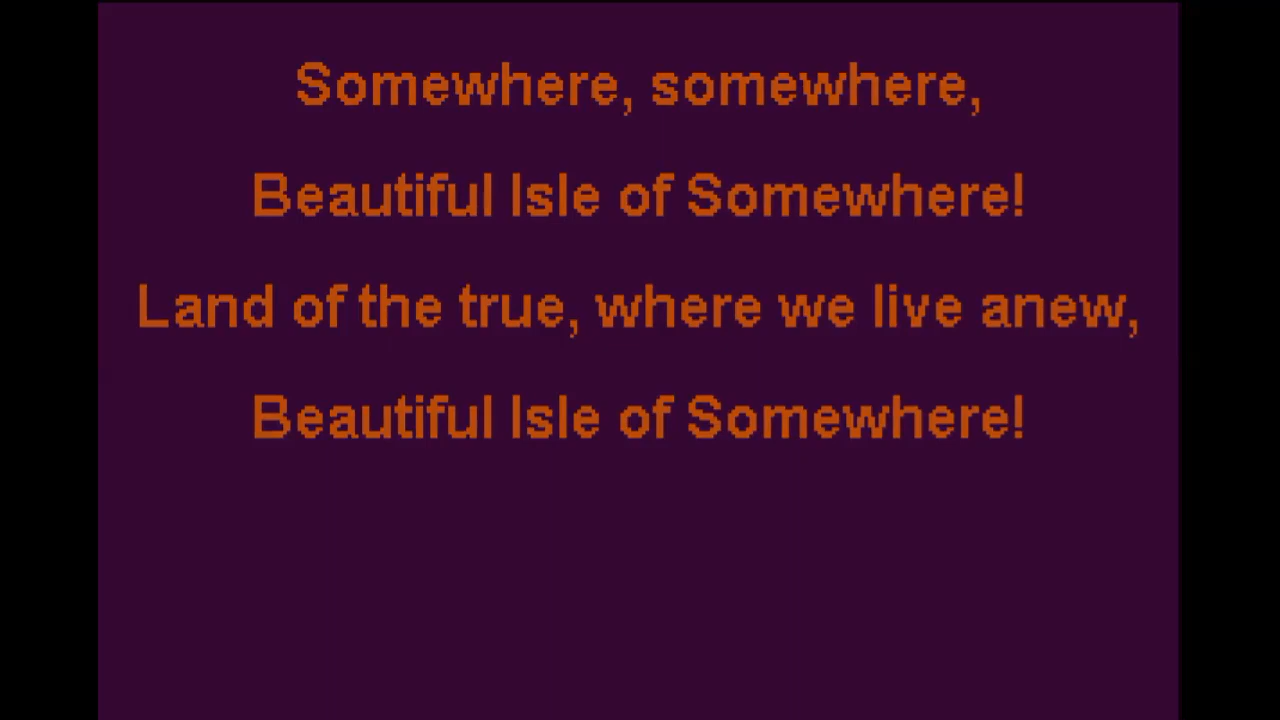 Somewhere, somewhere,
Beautiful Isle of Somewhere!
Land of the true, where we live anew,
Beautiful Isle of Somewhere!